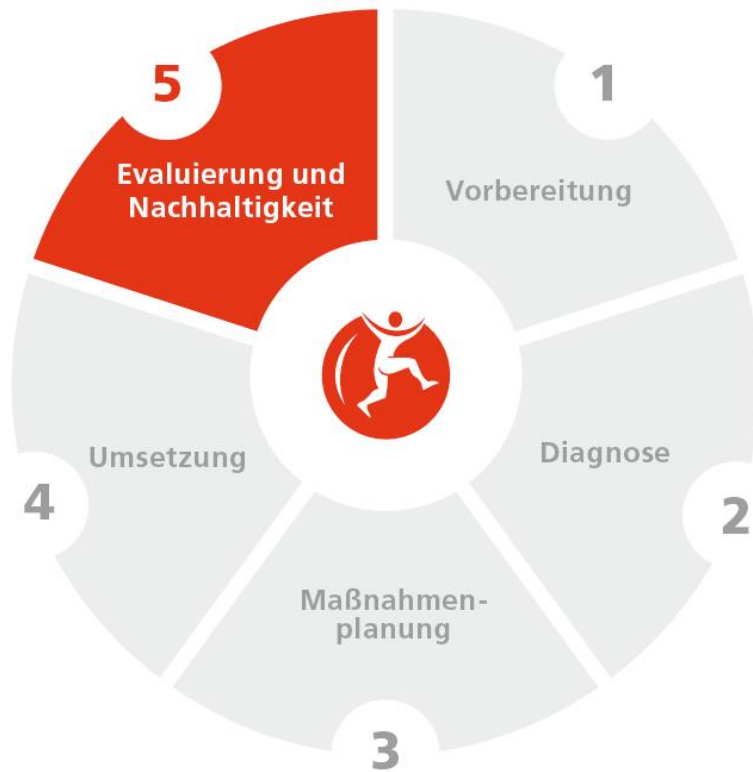 1
Vorbereitung
2
Diagnose
3
Maßnahmen-
planung
4
Umsetzung
5
Evaluierung und
Nachhaltigkeit